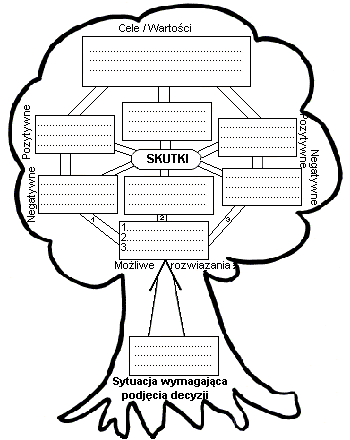 Cele / Wartości
Pozytywne
Pozytywne
SKUTKI
Negatywne
Negatywne
1
2
3
1
2
3
Możliwe rozwiązania :
Sytuacja wymagająca
podjęcia decyzji